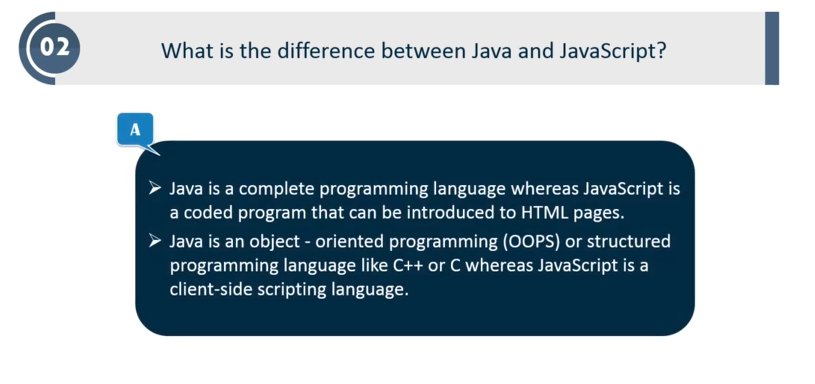 02
What is the difference between Java and JavaScript?
A
➢ Java is a complete programming language whereas JavaScript is
a coded program that can be introduced to HTML pages.
➢ Java is an object - oriented programming (OOPS) or structured
programming language like C++ or C whereas JavaScript is a
client-side scripting language.